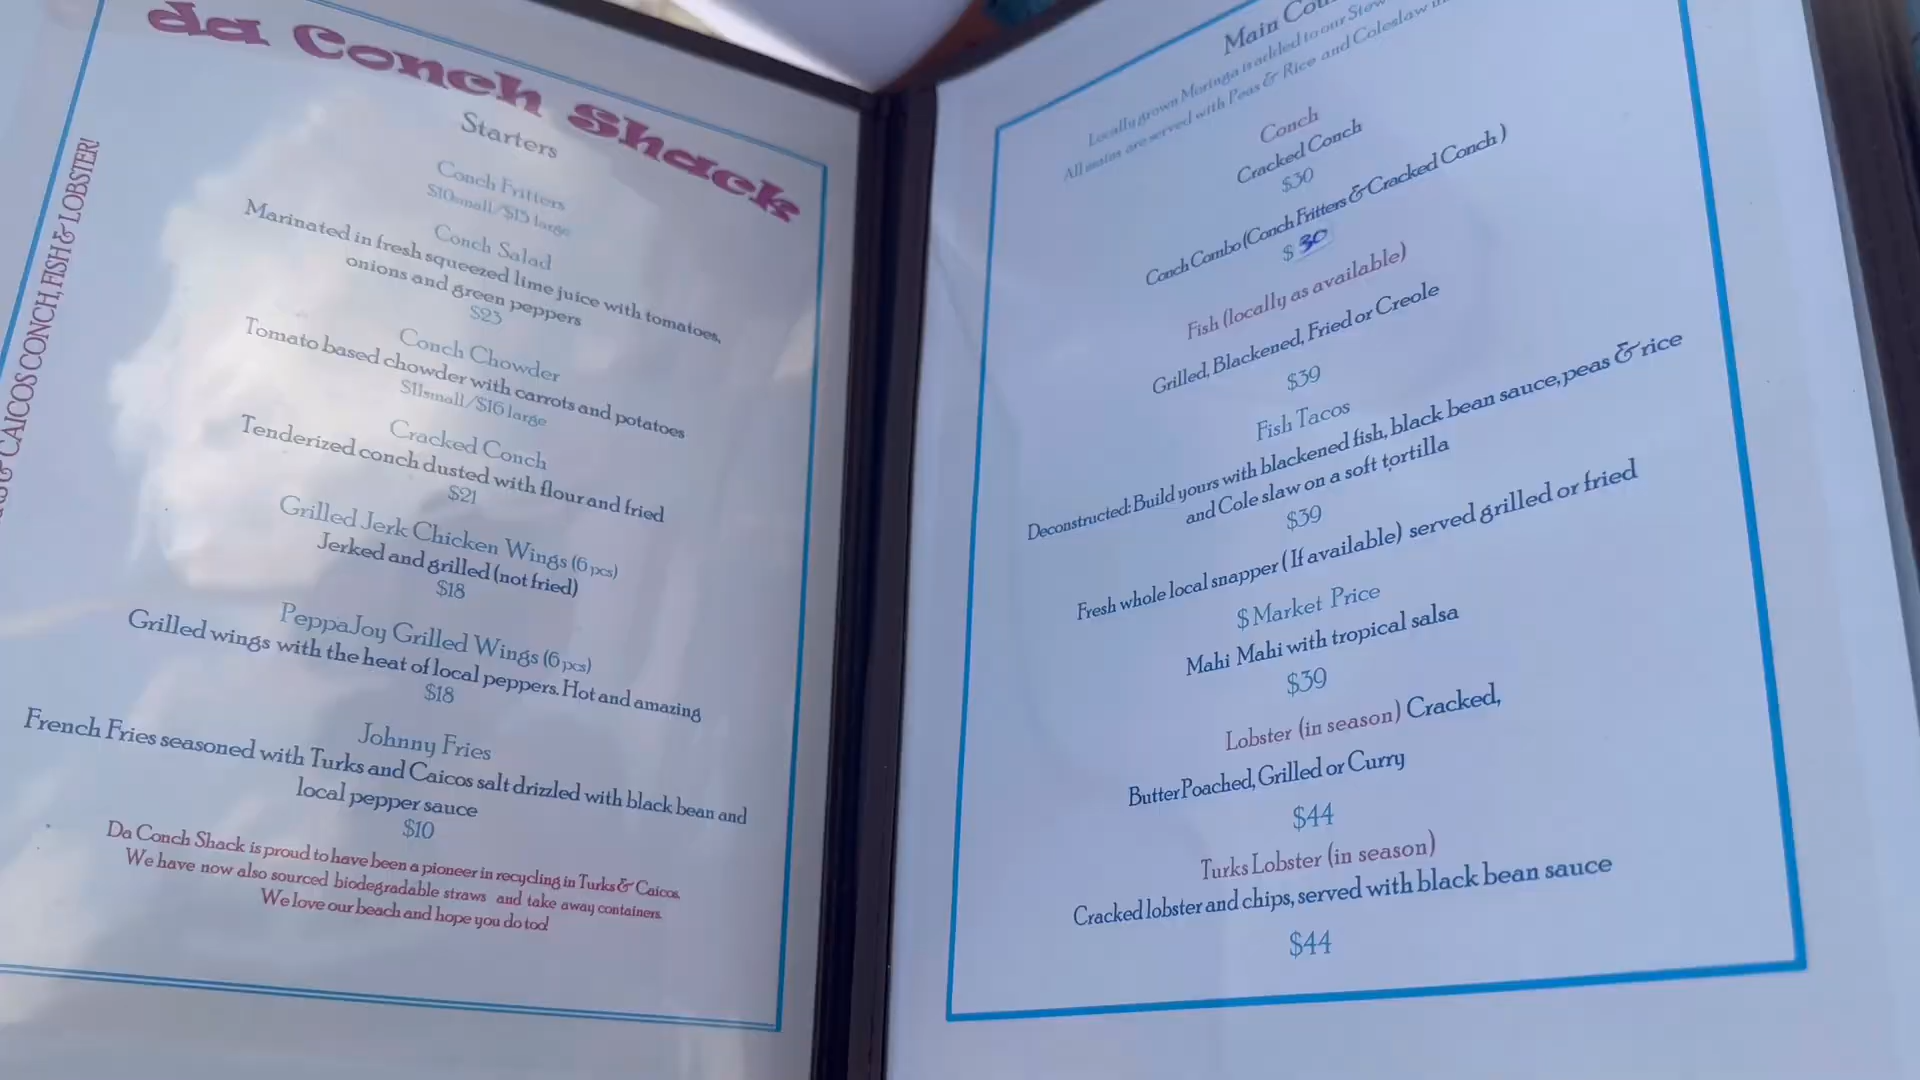 da Conch Shack
CAICOS CONCH, FISH & LOBSTER!
Starters
Conch Fritters
$10small/$15 large
Conch Salad
Marinated in fresh squeezed lime juice with tomatoes,
onions and green peppers
$23
Conch Chowder
Tomato based chowder with carrots and potatoes
$11small/$16 large
Cracked Conch
Tenderized conch dusted with flour and fried
$21
Grilled Jerk Chicken Wings (6 pcs)
Jerked and grilled (not fried)
$18
PeppaJoy Grilled Wings (6 pcs)
Grilled wings with the heat of local peppers. Hot and amazing
$18
Johnny Fries
French Fries seasoned with Turks and Caicos salt drizzled with black bean and
local pepper sauce
$10
Da Conch Shack is proud to have been a pioneer in recycling in Turks & Caicos.
We have now also sourced biodegradable straws and take away containers.
We love our beach and hope you do too!
Main
Locally grown Moringa is added to our
All mains are served with Peas & Rice and Coleslaw
Conch
Cracked Conch
$30
Conch Combo (Conch Fritters & Cracked Conch )
$ 30
Fish (locally as available)
Grilled, Blackened, Fried or Creole
$39
Fish Tacos
Deconstructed: Build yours with blackened fish, black bean sauce, peas & rice
and Cole slaw on a soft tortilla
$39
Fresh whole local snapper ( If available) served grilled or fried
$ Market Price
Mahi Mahi with tropical salsa
$39
Lobster (in season) Cracked,
Butter Poached, Grilled or Curry
$44
Turks Lobster (in season)
Cracked lobster and chips, served with black bean sauce
$44